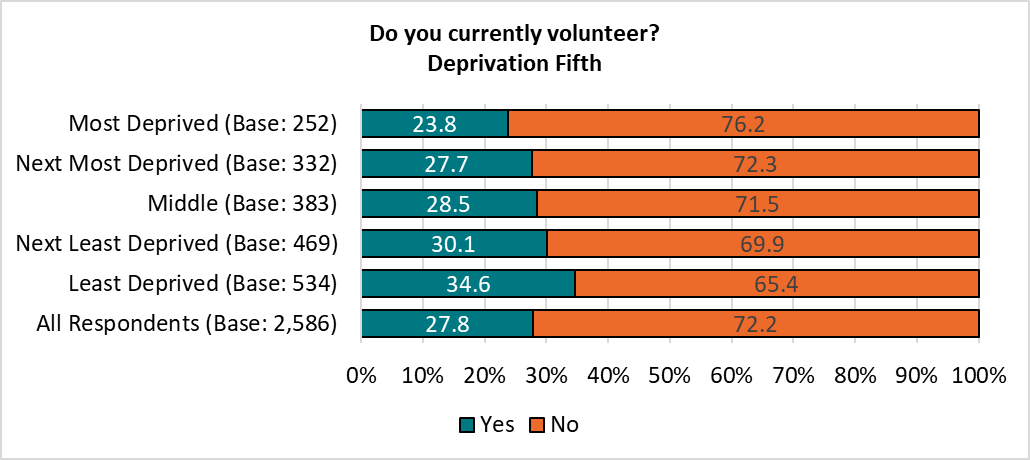 Do you currently volunteer?
Deprivation Fifth
Most Deprived (Base: 252) 23.8 76.2
Next Most Deprived (Base: 332) 27.7 72.3
Middle (Base: 383) 28.5 71.5
Next Least Deprived (Base: 469) 30.1 69.9
Least Deprived (Base: 534) 34.6 65.4
All Respondents (Base: 2,586) 27.8 72.2
0% 10% 20% 30% 40% 50% 60% 70% 80% 90% 100%
Yes No